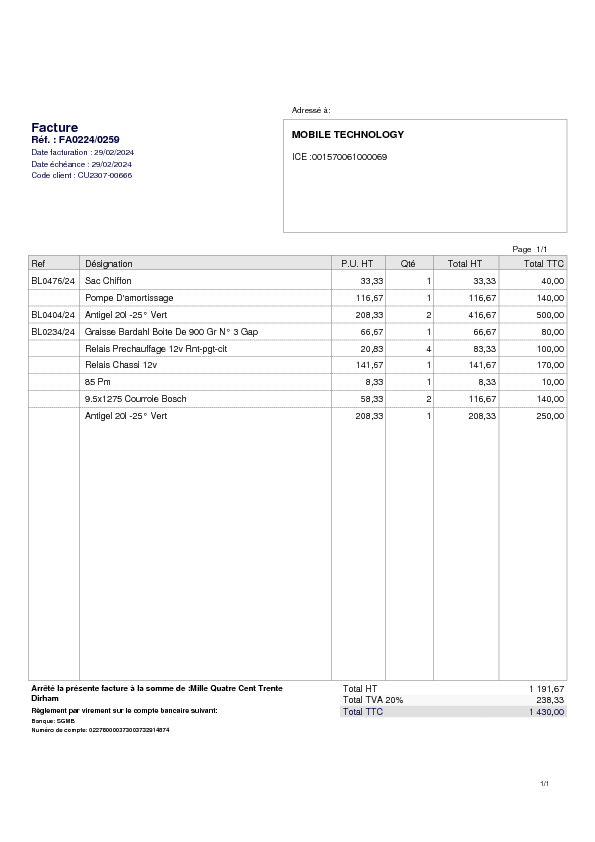 Adressé à:
Facture
Réf. : FA0224/0259
Date facturation : 29/02/2024
Date échéance : 29/02/2024
Code client : CU2307-00666
MOBILE TECHNOLOGY
ICE :001570061000069
Page 1/1
Ref Désignation P.U. HT Qté Total HT Total TTC
BL0476/24 Sac Chiffon 33,33 1 33,33 40,00
Pompe D'amortissage 116,67 1 116,67 140,00
BL0404/24 Antigel 20l -25° Vert 208,33 2 416,67 500,00
BL0234/24 Graisse Bardahl Boite De 900 Gr N° 3 Gap 66,67 1 66,67 80,00
Relais Prechauffage 12v Rnt-pgt-cit 20,83 4 83,33 100,00
Relais Chassi 12v 141,67 1 141,67 170,00
85 Pm 8,33 1 8,33 10,00
9.5x1275 Courroie Bosch 58,33 2 116,67 140,00
Antigel 20l -25° Vert 208,33 1 208,33 250,00
Arrêté la présente facture à la somme de :Mille Quatre Cent Trente
Dirham
Total HT 1 191,67
Total TVA 20% 238,33
Total TTC 1 430,00
Règlement par virement sur le compte bancaire suivant:
Banque: SGMB
Numéro de compte:
1/1